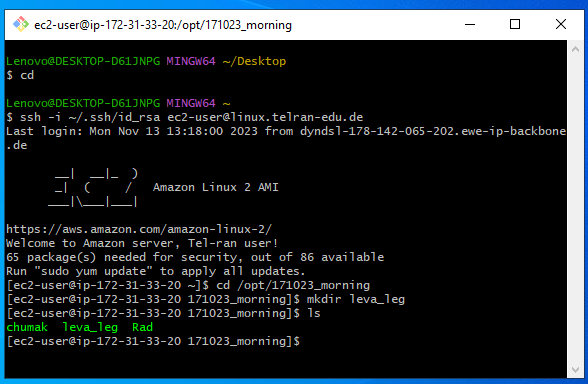 ec2-user@ip-172-31-33-20:/opt/171023_morning
Lenovo@DESKTOP-D61JNPG MINGW64 ~/Desktop
$ cd
Lenovo@DESKTOP-D61JNPG MINGW64 ~
$ ssh -i ~/.ssh/id_rsa ec2-user@linux.telran-edu.de
Last login: Mon Nov 13 13:18:00 2023 from dyndsl-178-142-065-202.ewe-ip-backbone
.de
       __|  __|_  )
       _|  (     /   Amazon Linux 2 AMI
      ___|\___|___|
https://aws.amazon.com/amazon-linux-2/
Welcome to Amazon server, Tel-ran user!
65 package(s) needed for security, out of 86 available
Run "sudo yum update" to apply all updates.
[ec2-user@ip-172-31-33-20 ~]$ cd /opt/171023_morning
[ec2-user@ip-172-31-33-20 171023_morning]$ mkdir leva_leg
[ec2-user@ip-172-31-33-20 171023_morning]$ ls
chumak  leva_leg  Rad
[ec2-user@ip-172-31-33-20 171023_morning]$